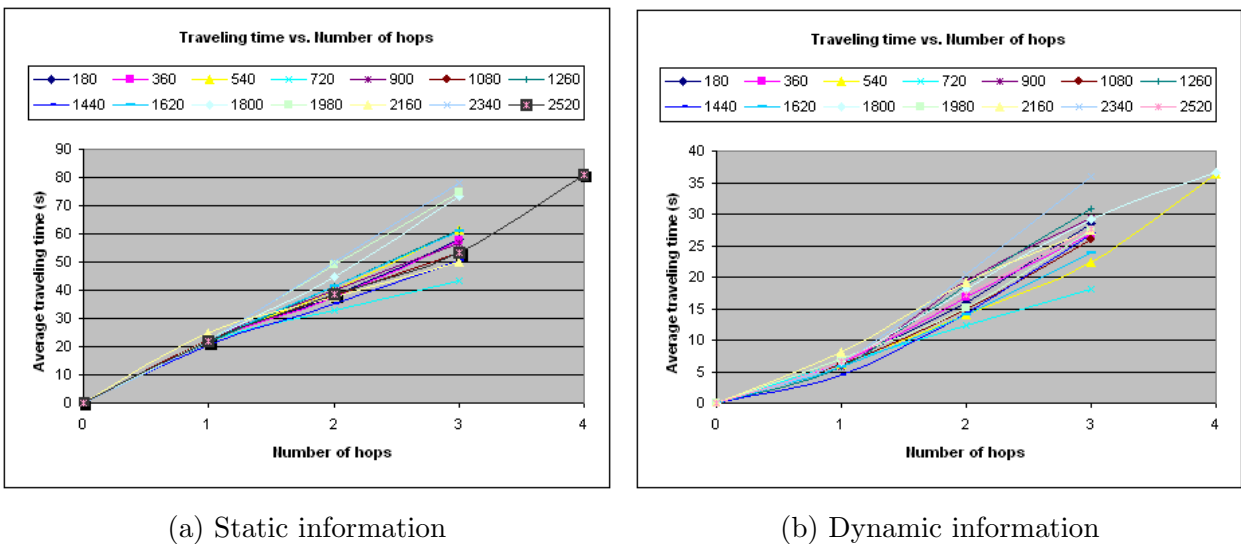 Traveling time vs. Number of hops
180 360 540 720 900 1080 1260
1440 1620 1800 1980 2160 2340 2520
Average traveling time (s)
90
80
70
60
50
40
30
20
10
0
0 1 2 3 4
Number of hops
(a) Static information
Traveling time vs. Number of hops
180 360 540 720 900 1080 1260
1440 1620 1800 1980 2160 2340 2520
Average traveling time (s)
40
35
30
25
20
15
10
5
0
0 1 2 3 4
Number of hops
(b) Dynamic information